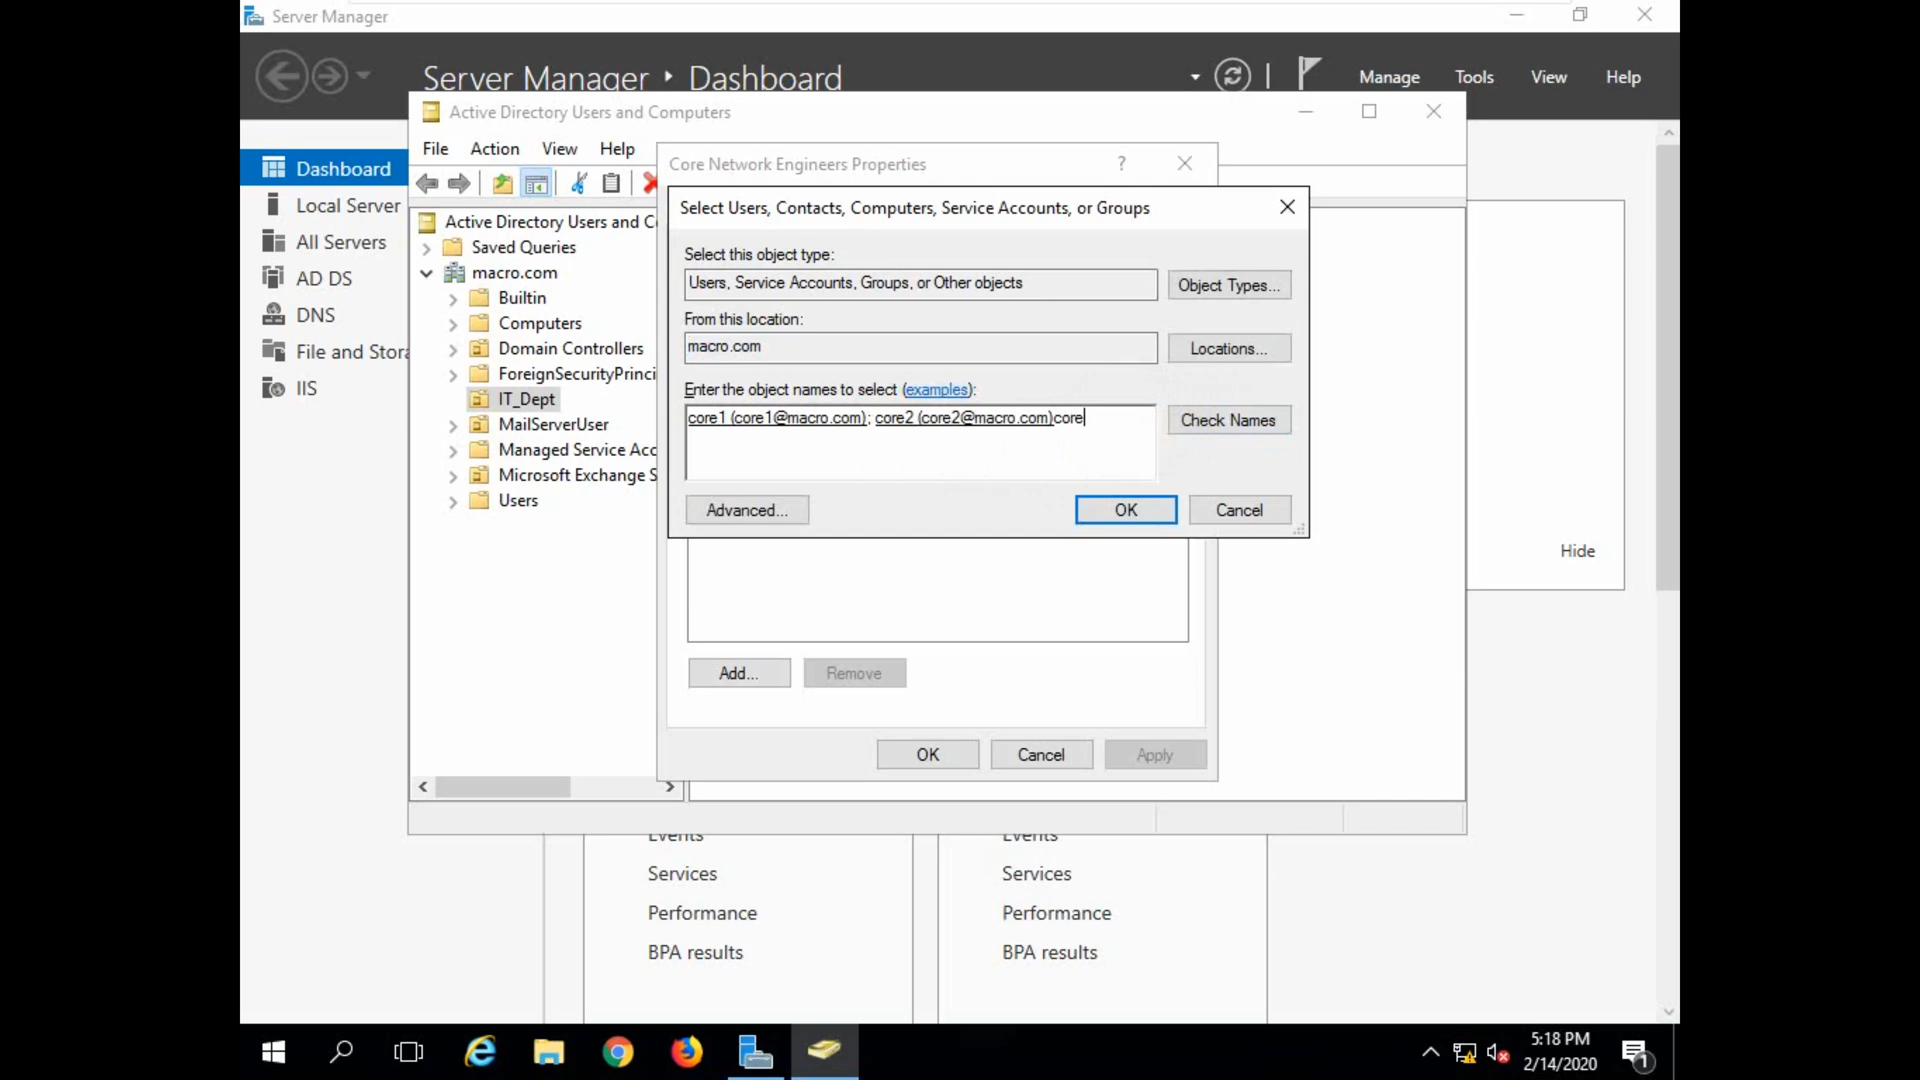 Server Manager
Server Manager ‣ Dashboard
Manage
Tools
View
Help
Active Directory Users and Computers
File
Action
View
Help
Core Network Engineers Properties
?
Select Users, Contacts, Computers, Service Accounts, or Groups
Select this object type:
Users, Service Accounts, Groups, or Other objects
Object Types...
From this location:
macro.com
Locations...
Enter the object names to select (examples):
core1 (core1@macro.com); core2 (core2@macro.com)core
Check Names
Advanced...
OK
Cancel
Add...
Remove
OK
Cancel
Apply
Dashboard
Local Server
All Servers
AD DS
DNS
File and Stora
IIS
Active Directory Users and C
Saved Queries
macro.com
Builtin
Computers
Domain Controllers
ForeignSecurityPrinci
IT_Dept
MailServerUser
Managed Service Acc
Microsoft Exchange S
Users
Hide
Events
Services
Performance
BPA results
Events
Services
Performance
BPA results
5:18 PM
2/14/2020
1